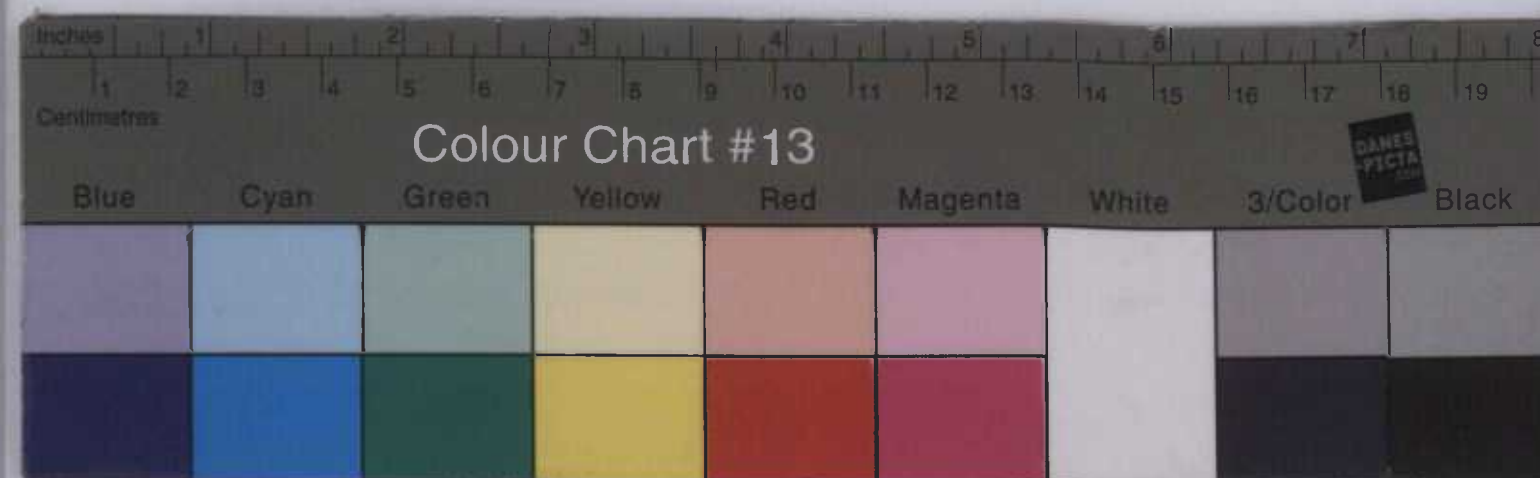 Inches 1 2 3 4 5 6 7 8
1 2 3 4 5 6 7 8 9 10 11 12 13 14 15 16 17 18 19
Centimetres
Colour Chart #13
DANES
-PICTA
.COM
Blue Cyan Green Yellow Red Magenta White 3/Color Black